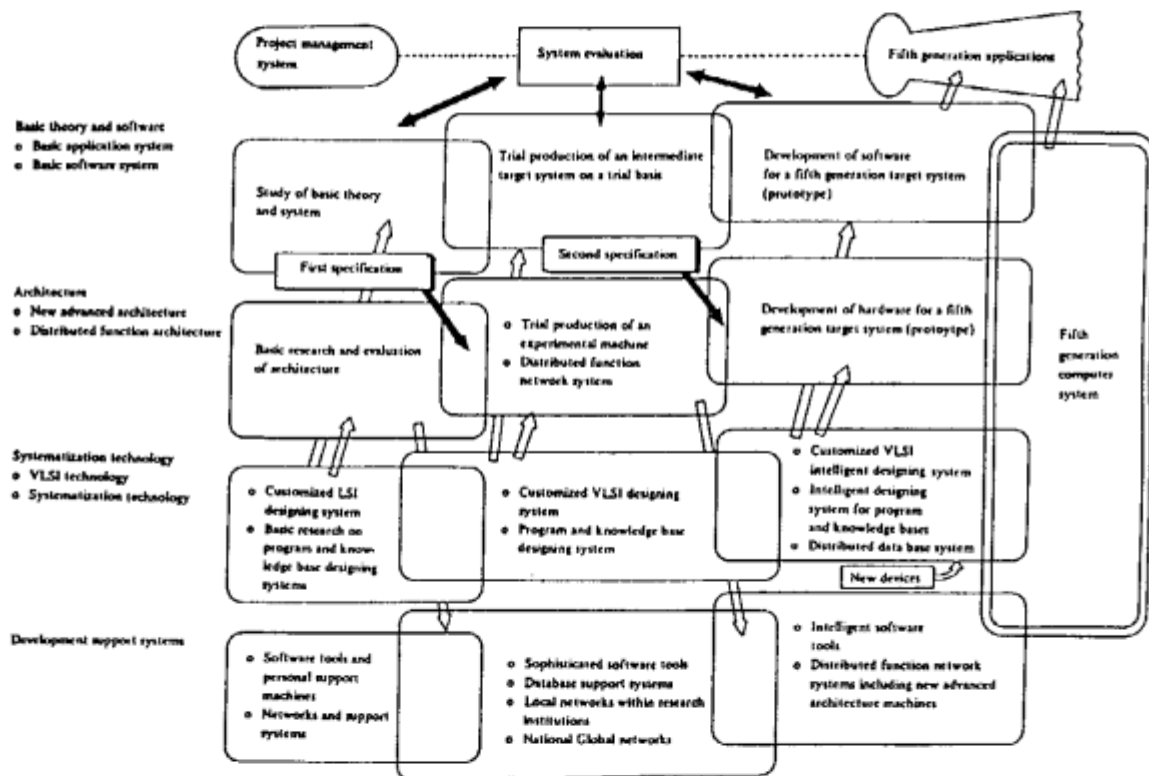 Project management
system
System evaluation
Fifth generation applications
Basic theory and software
o Basic application system
o Basic software system
Study of basic theory
and system
Trial production of an intermediate
target system on a trial basis
Development of software
for a fifth generation target system
(prututype)
First specification
Second specification
Architecture
o New advanced architecture
o Distributed function architecture
Basic research and evaluation
of architecture
o Trial production of an
experimental machine
o Distributed function
network system
Development of hardware for a fifth
generation target system (protoyipe)
Fifth
generation
computer
system
Systematization technology
o VLSI technology
o Systematization technology
o Customized LSI
designing system
o Basic research on
program and know-
ledge base designing
systems
o Customized VLSI designing
system
o Program and knowledge base
designing system
o Customized VLSI
intelligent designing system
o Intelligent designing
system for program
and knowledge bases
o Distributed data base system
New devices
Development support systems
o Software tools and
personal support
machines
o Networks and support
systems
o Sophisticated software tools
o Database support systems
o Local networks within research
institutions
o National Global networks
o Intelligent software
tools
o Distributed function network
systems including new advanced
architecture machines